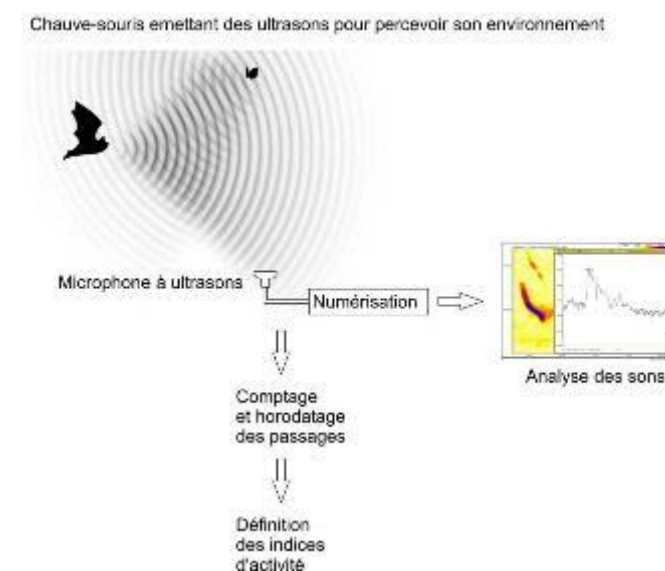 Chauve-souris emettant des ultrasons pour percevoir son environnement
Microphone à ultrasons
Numérisation
Analyse des sons
Comptage
et horodatage
des passages
Définition
des indices
d'activité